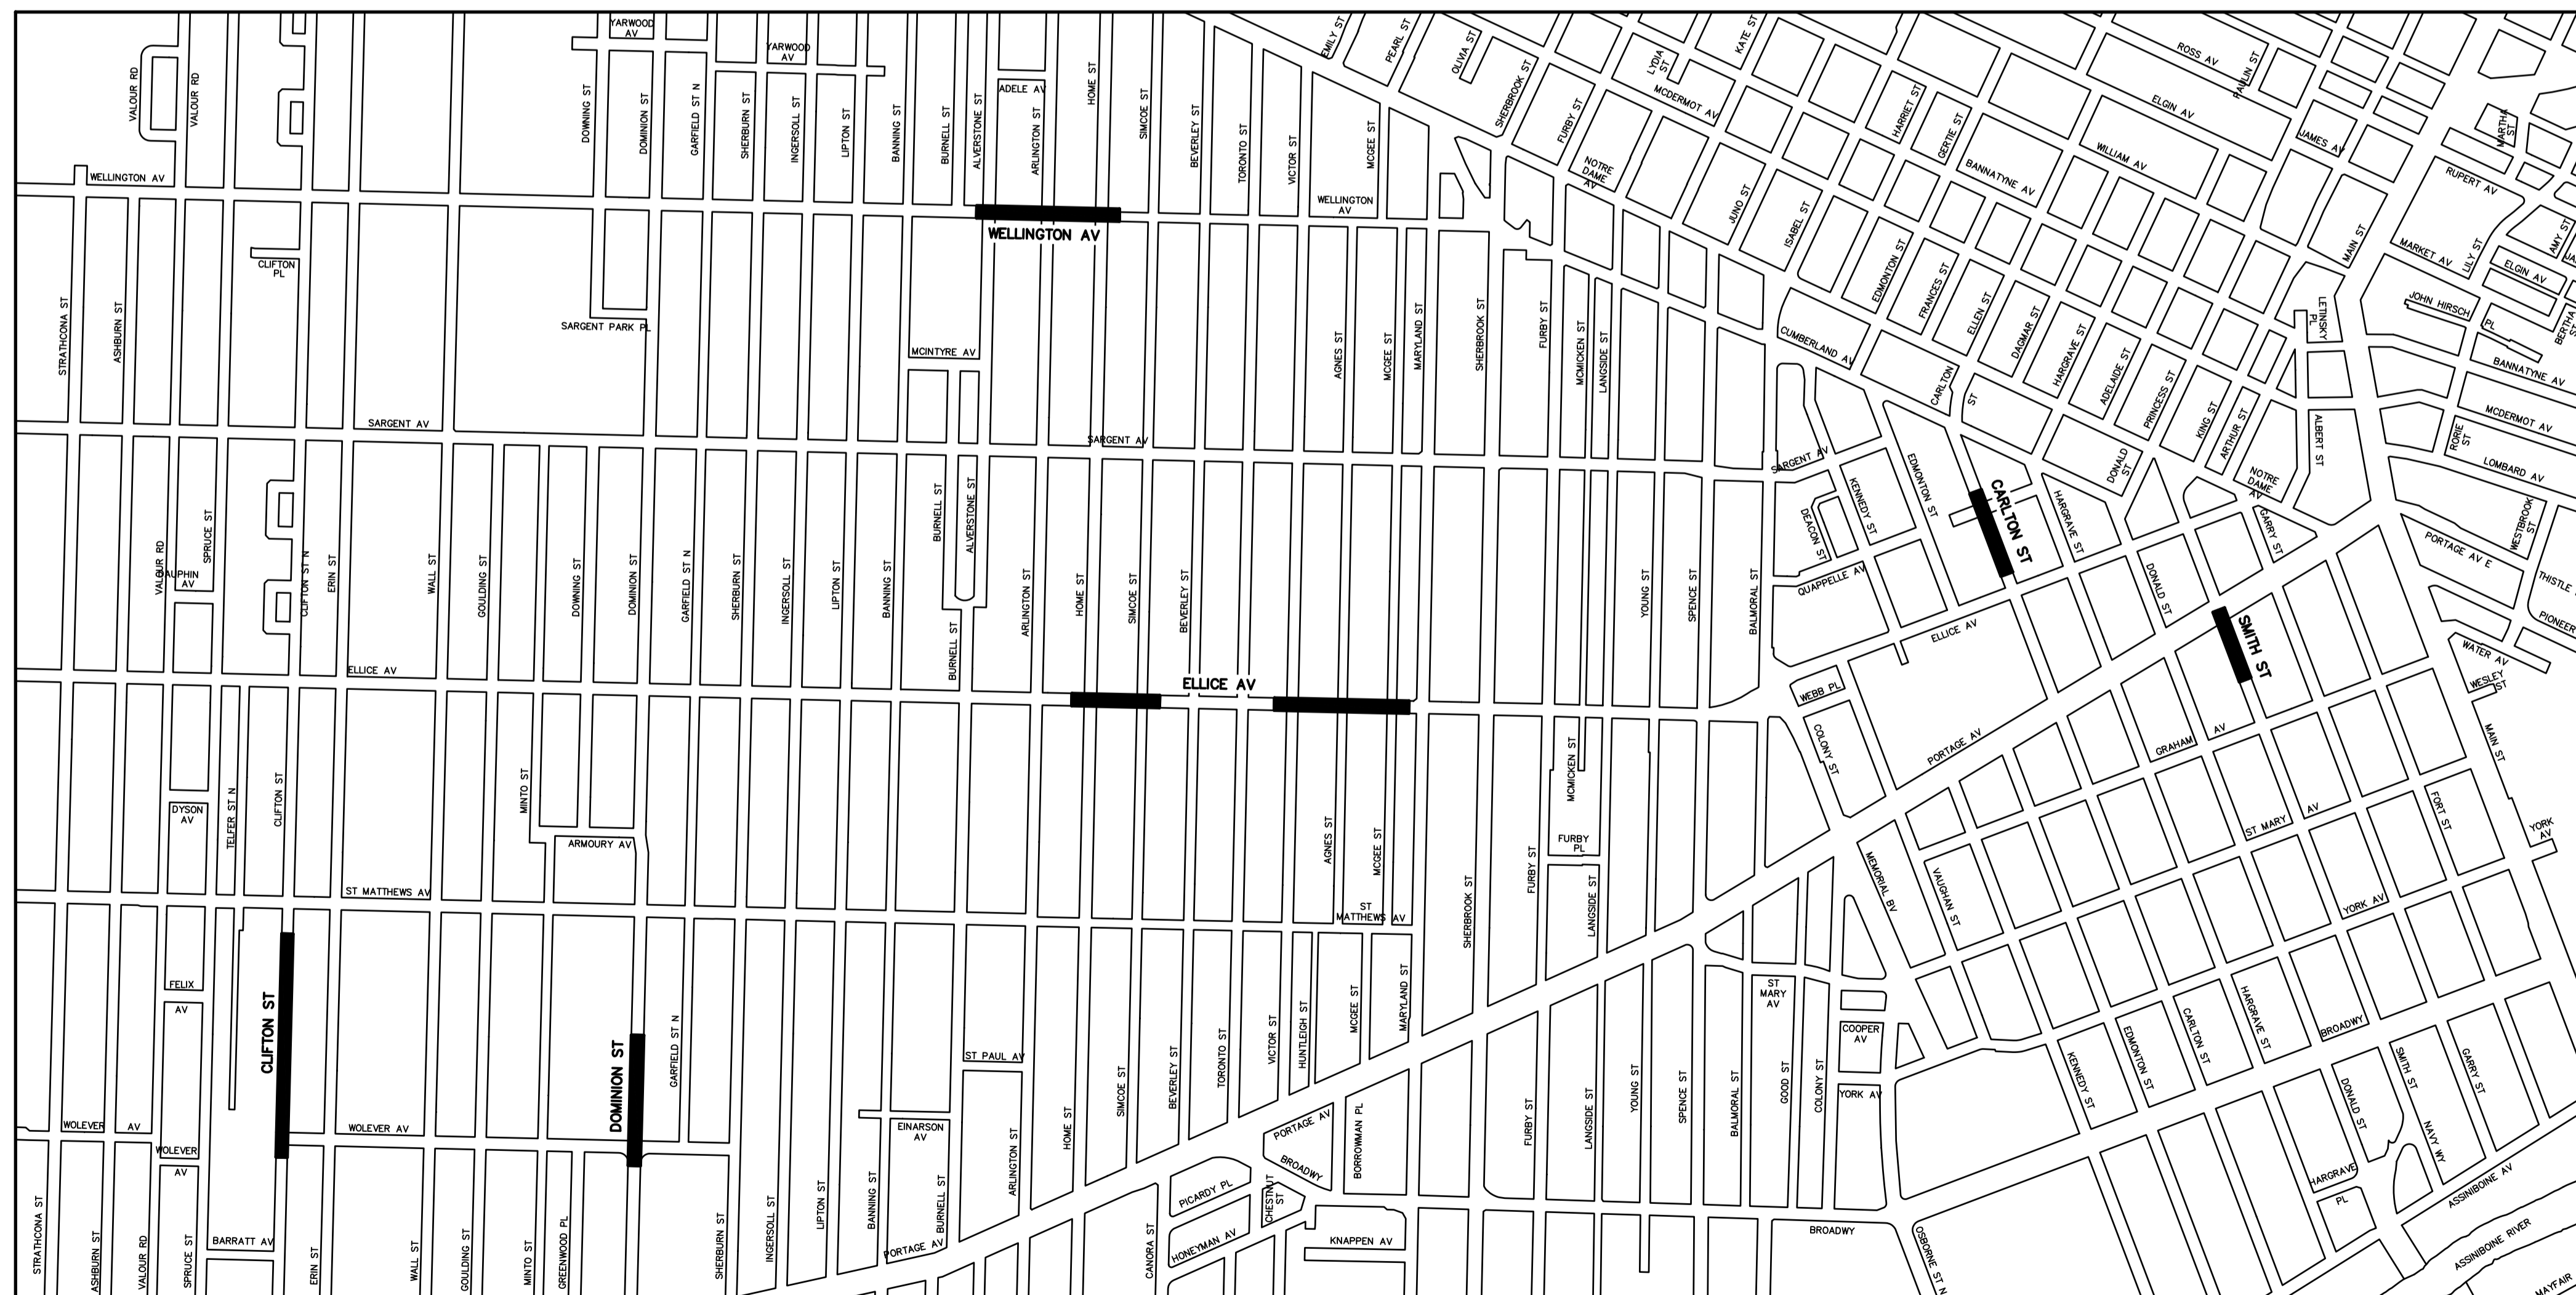 YARWOOD
AV
YARWOOD
AV
EMILY ST
PEARL ST
OLIVIA ST
LYDIA
ST
KATE ST
ROSS AV
PAULIN ST
VALOUR RD
VALOUR RD
DOWNING ST
DOMINION ST
GARFIELD ST N
SHERBURN ST
INGERSOLL ST
LIPTON ST
BANNING ST
BURNELL ST
ALVERSTONE ST
ADELE AV
ARLINGTON ST
HOME ST
SIMCOE ST
BEVERLEY ST
TORONTO ST
VICTOR ST
MCGEE ST
SHERBROOK ST
FURBY ST
MCDERMOT AV
HARRIET ST
GERTIE ST
ELGIN AV
JAMES AV
MARTHA
ST
WELLINGTON AV
NOTRE
DAME
AV
BANNATYNE AV
WILLIAM AV
RUPERT AV
WELLINGTON
AV
JUNO ST
ISABEL ST
MAIN ST
MARKET AV
LILY ST
AMY ST
ELGIN AV
WELLINGTON AV
CLIFTON
PL
SARGENT PARK PL
EDMONTON ST
FRANCES ST
ELLEN ST
DAGMAR ST
HARGRAVE ST
ADELAIDE ST
PRINCESS ST
KING ST
ARTHUR ST
JOHN HIRSCH
PL
LETINSKY
PL
BERTHA
ST
STRATHCONA ST
ASHBURN ST
MCINTYRE AV
AGNES ST
MCGEE ST
MARYLAND ST
SHERBROOK ST
FURBY ST
MCMICKEN ST
LANGSIDE ST
CUMBERLAND AV
CARLTON
ST
BANNATYNE AV
MCDERMOT AV
SARGENT AV
SARGENT AV
SARGENT AV
ALBERT ST
RORIE
ST
LOMBARD AV
DONALD
ST
NOTRE
DAME
AV
EDMONTON ST
KENNEDY ST
DEACON ST
CARLTON ST
HARGRAVE ST
GARRY ST
WESTBROOK
ST
PORTAGE AV E
THISTLE
PIONEER
VALOUR RD
DAUPHIN
AV
SPRUCE ST
CLIFTON ST N
ERIN ST
WALL ST
GOULDING ST
DOWNING ST
DOMINION ST
GARFIELD ST N
SHERBURN ST
INGERSOLL ST
LIPTON ST
BANNING ST
BURNELL ST
ALVERSTONE ST
BURNELL ST
ARLINGTON ST
HOME ST
SIMCOE ST
BEVERLEY ST
YOUNG ST
SPENCE ST
BALMORAL ST
QUAPPELLE AV
DONALD ST
ELLICE AV
SMITH ST
WATER AV
WESLEY
ST
ELLICE AV
ELLICE AV
WEBB PL
COLONY ST
PORTAGE AV
GRAHAM
AV
MAIN ST
MINTO ST
DYSON
AV
TELFER ST N
CLIFTON ST
ARMOURY AV
AGNES ST
MCGEE ST
MCMICKEN ST
FURBY
PL
FURBY ST
LANGSIDE ST
SHERBROOK ST
MEMORIAL BV
VAUGHAN ST
ST MARY
AV
FORT ST
YORK
AV
YORK AV
ST MATTHEWS AV
ST
MATTHEWS AV
FELIX
AV
CLIFTON ST
DOMINION ST
GARFIELD ST N
ST PAUL AV
SIMCOE ST
BEVERLEY ST
TORONTO ST
VICTOR ST
HUNTLEIGH ST
MCGEE ST
MARYLAND ST
ST
MARY
AV
COOPER
AV
YORK AV
GOOD ST
COLONY ST
BALMORAL ST
SPENCE ST
YOUNG ST
LANGSIDE ST
FURBY ST
KENNEDY ST
EDMONTON ST
CARLTON ST
HARGRAVE ST
BROADWY
DONALD ST
SMITH ST
GARRY ST
NAVY WY
WOLEVER
AV
WOLEVER
AV
WOLEVER AV
EINARSON
AV
ARLINGTON ST
HOME ST
PORTAGE AV
BROADWY
BORROWMAN PL
PICARDY PL
CHESTNUT
ST
HONEYMAN AV
CANORA ST
KNAPPEN AV
BROADWY
OSBORNE ST N
HARGRAVE
PL
ASSINIBOINE AV
ASSINIBOINE RIVER
MAYFAIR
STRATHCONA ST
ASHBURN ST
VALOUR RD
SPRUCE ST
BARRATT AV
ERIN ST
WALL ST
GOULDING ST
MINTO ST
GREENWOOD PL
SHERBURN ST
INGERSOLL ST
LIPTON ST
BANNING ST
BURNELL ST
PORTAGE AV